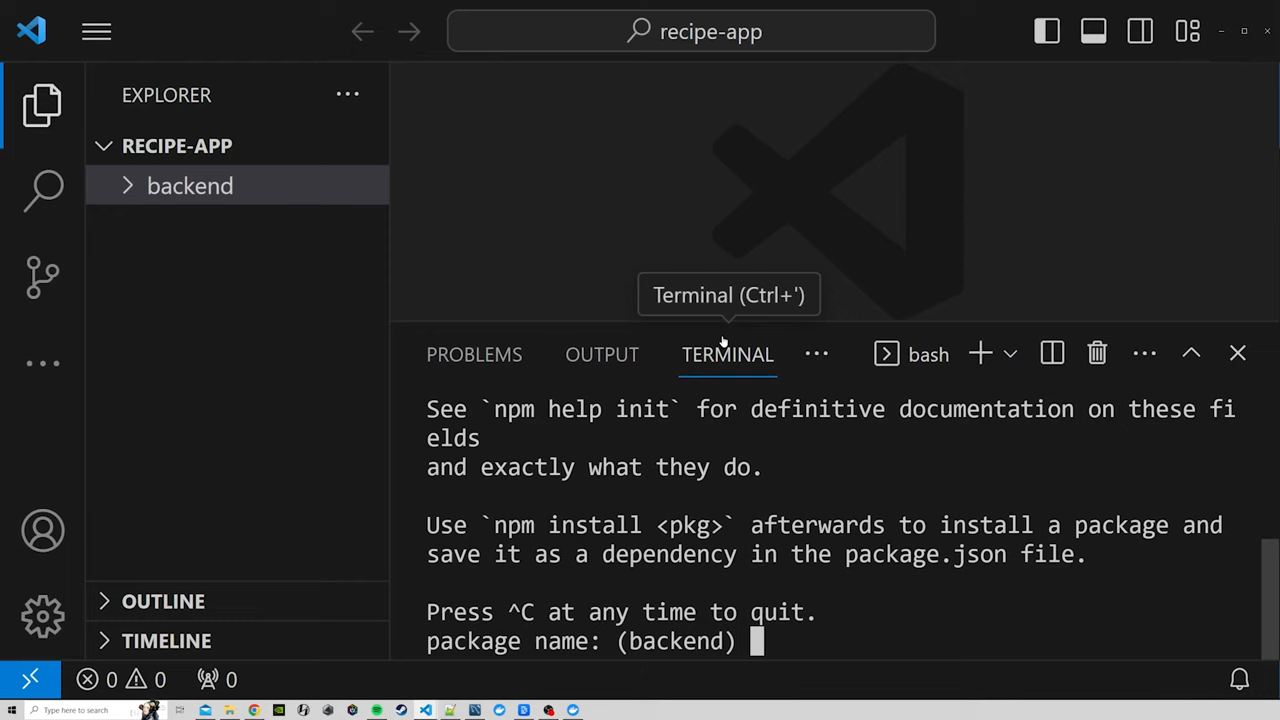 recipe-app
EXPLORER
RECIPE-APP
backend
Terminal (Ctrl+')
PROBLEMS
OUTPUT
TERMINAL
bash
See `npm help init` for definitive documentation on these fi
elds
and exactly what they do.
Use `npm install <pkg>` afterwards to install a package and
save it as a dependency in the package.json file.
Press ^C at any time to quit.
package name: (backend)
OUTLINE
TIMELINE
0
0
0
Type here to search